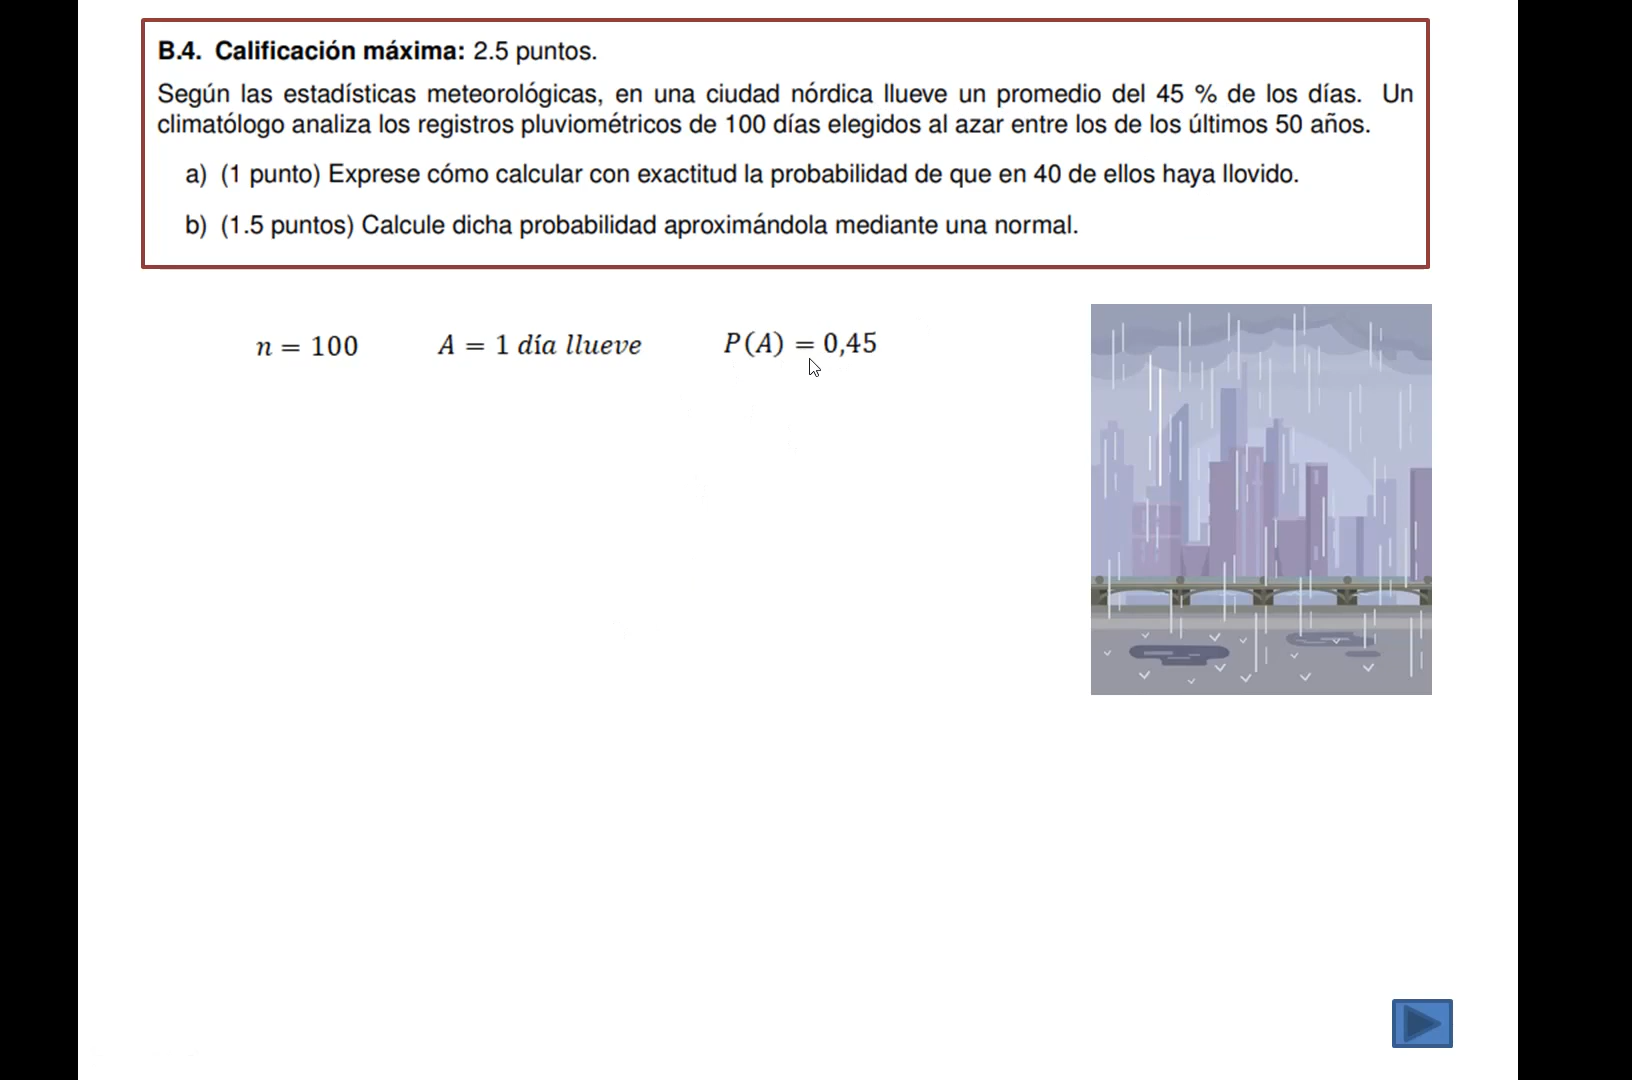 B.4. Calificación máxima: 2.5 puntos.
Según las estadísticas meteorológicas, en una ciudad nórdica llueve un promedio del 45 % de los días. Un
climatólogo analiza los registros pluviométricos de 100 días elegidos al azar entre los de los últimos 50 años.
a) (1 punto) Exprese cómo calcular con exactitud la probabilidad de que en 40 de ellos haya llovido.
b) (1.5 puntos) Calcule dicha probabilidad aproximándola mediante una normal.
n = 100 A = 1 día llueve P(A) = 0,45